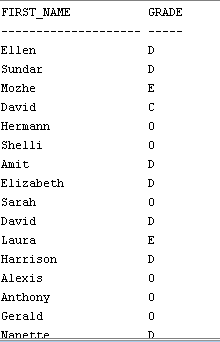 FIRST_NAME GRADE
-------------------- -----
Ellen D
Sundar D
Mozhe E
David C
Hermann O
Shelli O
Amit D
Elizabeth D
Sarah O
David D
Laura E
Harrison D
Alexis O
Anthony O
Gerald O
Nanette D